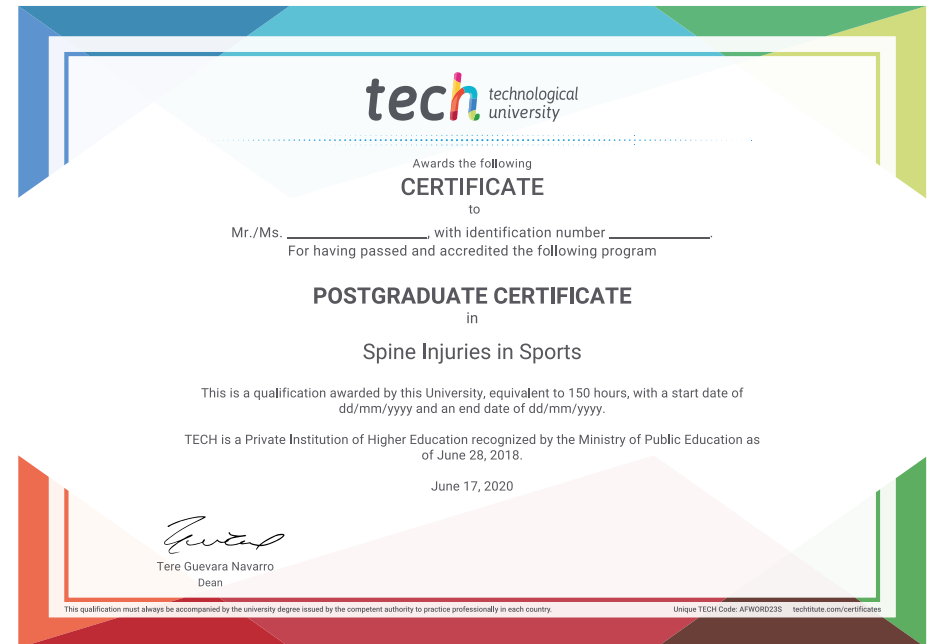 tech technological
university
Awards the following
CERTIFICATE
to
Mr./Ms. ____________, with identification number ____________.
For having passed and accredited the following program
POSTGRADUATE CERTIFICATE
in
Spine Injuries in Sports
This is a qualification awarded by this University, equivalent to 150 hours, with a start date of
dd/mm/yyyy and an end date of dd/mm/yyyy.
TECH is a Private Institution of Higher Education recognized by the Ministry of Public Education as
of June 28, 2018.
June 17, 2020
Tere Guevara Navarro
Dean
This qualification must always be accompanied by the university degree issued by the competent authority to practice professionally in each country.
Unique TECH Code: AFWORD23S techtitute.com/certificates